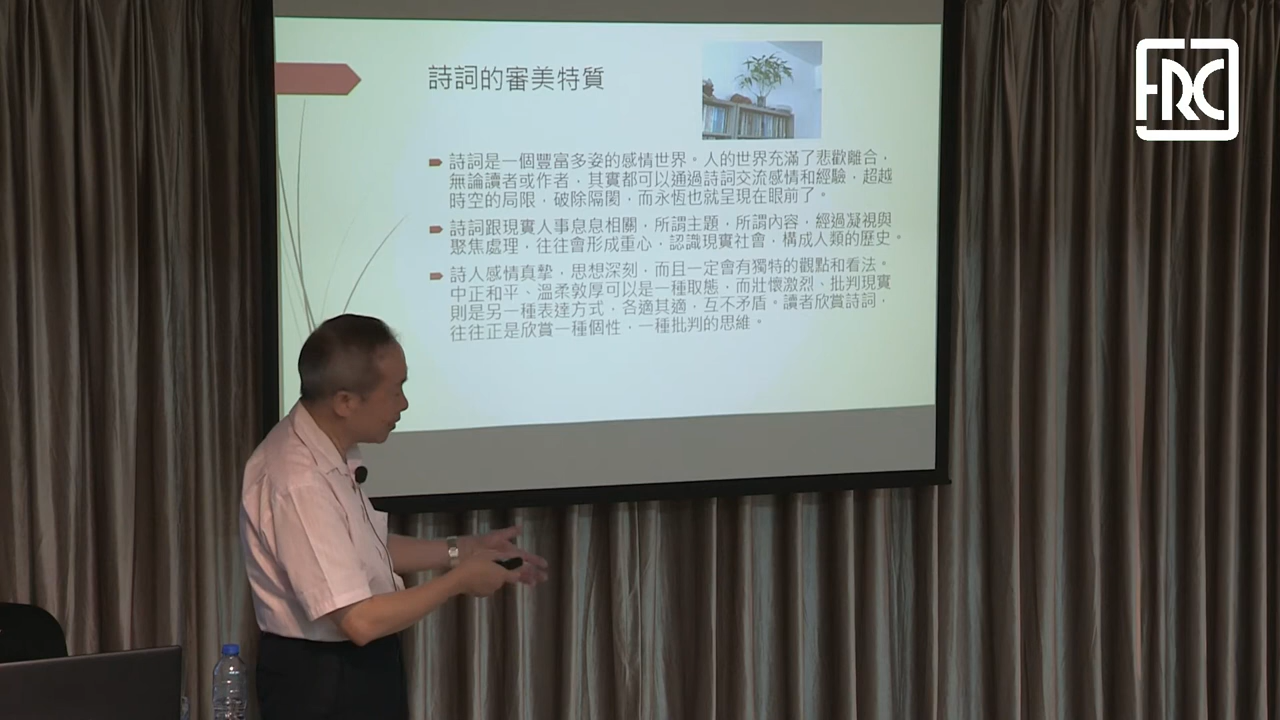 詩詞的審美特質
詩詞是一個豐富多姿的感情世界。人的世界充滿了悲歡離合，
無論讀者或作者，其實都可以通過詩詞交流感情和經驗，超越
時空的局限，破除隔閡，而永恆也就呈現在眼前了。
詩詞跟現實人事息息相關，所謂主題，所謂內容，經過凝視與
聚焦處理，往往會形成重心，認識現實社會，構成人類的歷史。
詩人感情真摯，思想深刻，而且一定會有獨特的觀點和看法。
中正和平、溫柔敦厚可以是一種取態，而壯懷激烈、批判現實
則是另一種表達方式，各適其適，互不矛盾。讀者欣賞詩詞，
往往正是欣賞一種個性，一種批判的思維。
FRC